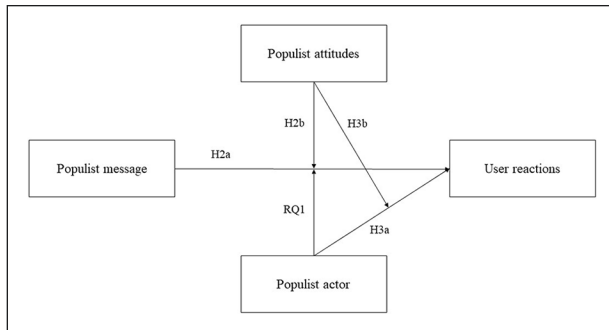 Populist attitudes
H2b
H3b
H2a
Populist message
User reactions
RQ1
H3a
Populist actor